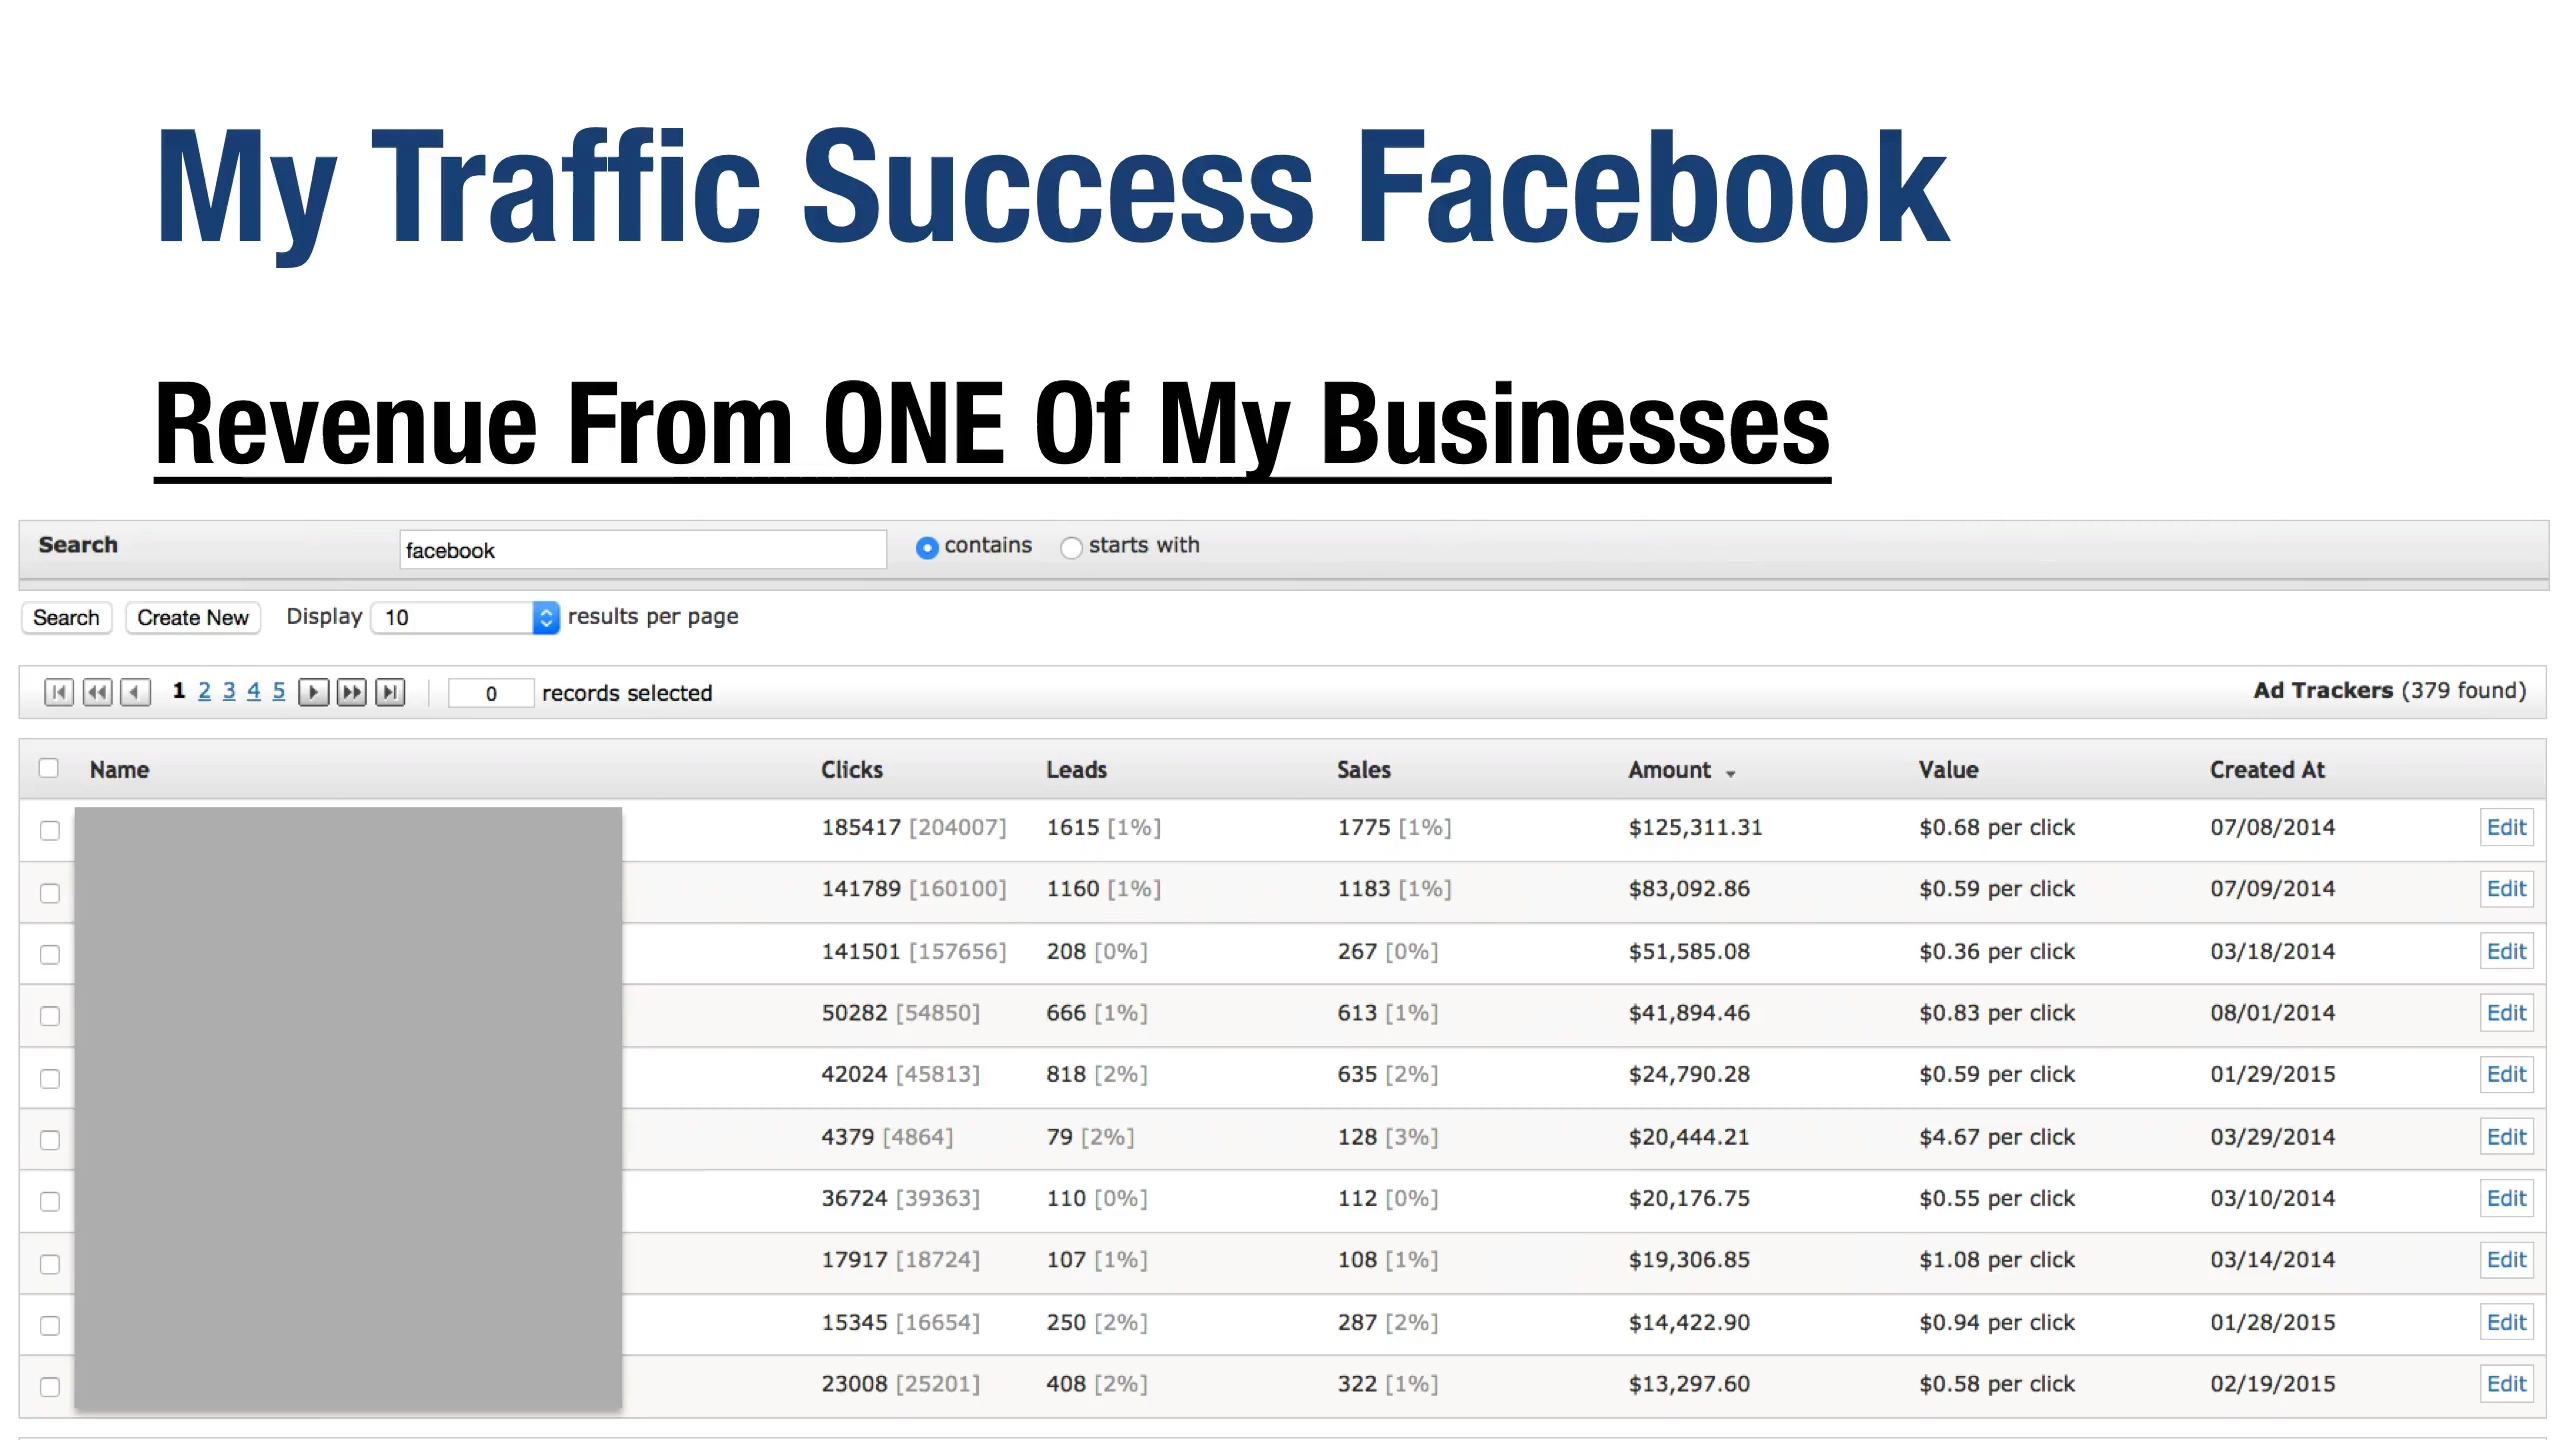 My Traffic Success Facebook
Revenue From ONE Of My Businesses
Search facebook contains starts with
Search Create New Display 10 results per page
1 2 3 4 5 0 records selected Ad Trackers (379 found)
Name Clicks Leads Sales Amount Value Created At
185417 [204007] 1615 [1%] 1775 [1%] $125,311.31 $0.68 per click 07/08/2014 Edit
141789 [160100] 1160 [1%] 1183 [1%] $83,092.86 $0.59 per click 07/09/2014 Edit
141501 [157656] 208 [0%] 267 [0%] $51,585.08 $0.36 per click 03/18/2014 Edit
50282 [54850] 666 [1%] 613 [1%] $41,894.46 $0.83 per click 08/01/2014 Edit
42024 [45813] 818 [2%] 635 [2%] $24,790.28 $0.59 per click 01/29/2015 Edit
4379 [4864] 79 [2%] 128 [3%] $20,444.21 $4.67 per click 03/29/2014 Edit
36724 [39363] 110 [0%] 112 [0%] $20,176.75 $0.55 per click 03/10/2014 Edit
17917 [18724] 107 [1%] 108 [1%] $19,306.85 $1.08 per click 03/14/2014 Edit
15345 [16654] 250 [2%] 287 [2%] $14,422.90 $0.94 per click 01/28/2015 Edit
23008 [25201] 408 [2%] 322 [1%] $13,297.60 $0.58 per click 02/19/2015 Edit